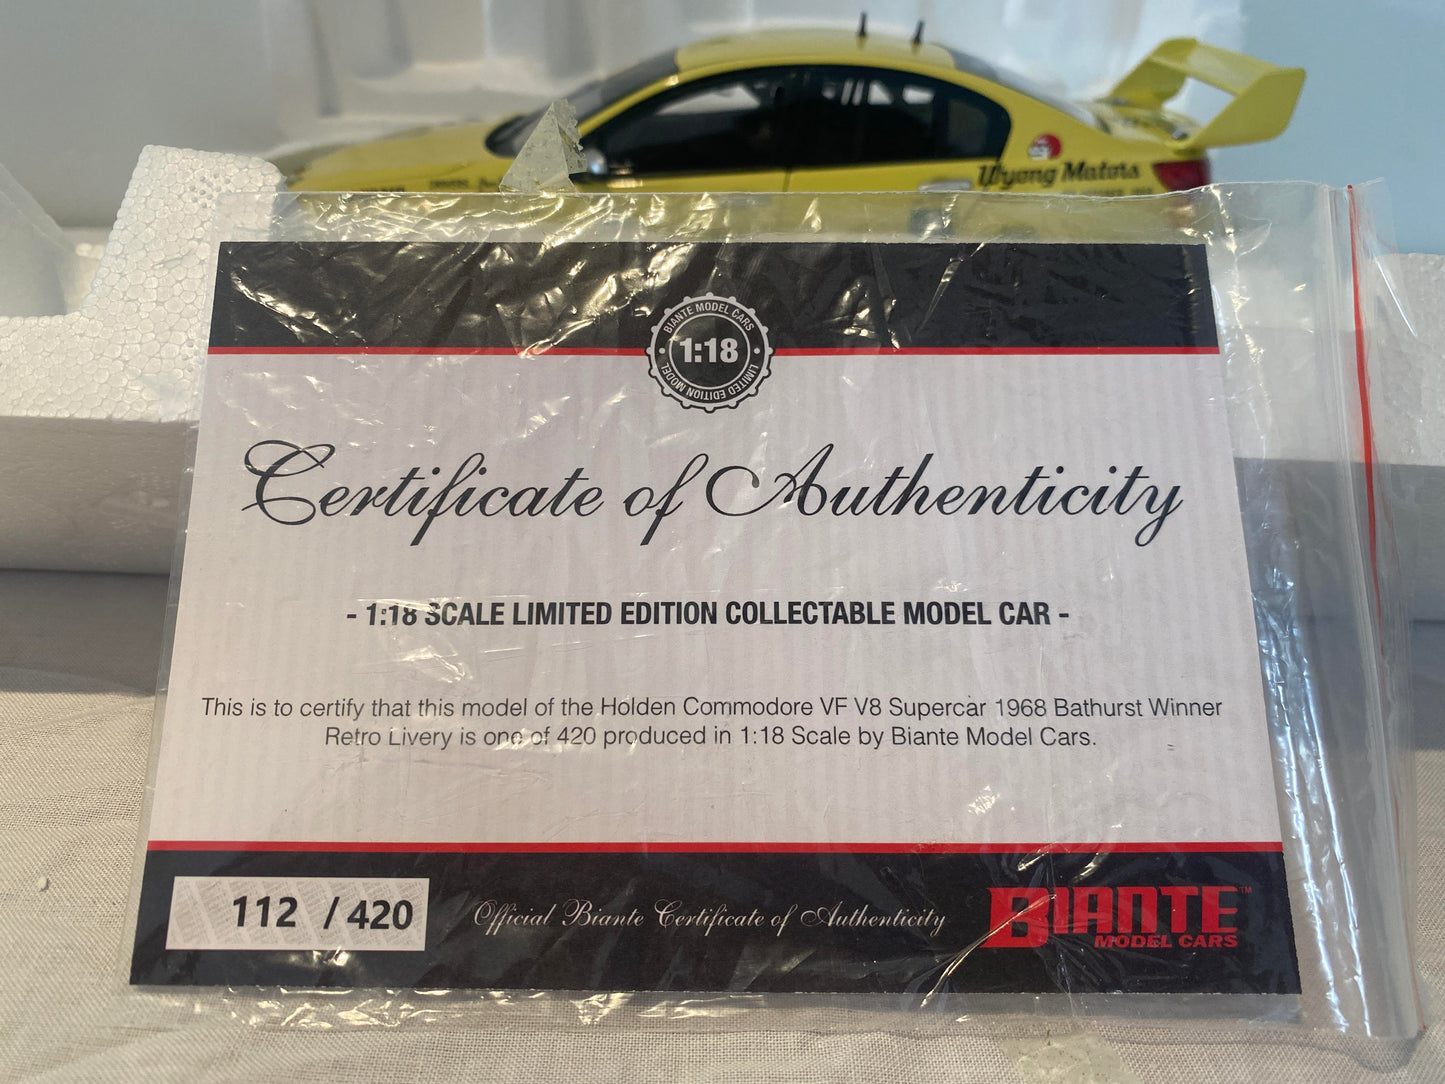 Wyong Motors
BIANTE MODEL CARS
1:18
LIMITED EDITION MODEL
Certificate of Authenticity
- 1:18 SCALE LIMITED EDITION COLLECTABLE MODEL CAR -
This is to certify that this model of the Holden Commodore VF V8 Supercar 1968 Bathurst Winner
Retro Livery is one of 420 produced in 1:18 Scale by Biante Model Cars.
112 / 420
Official Biante Certificate of Authenticity
BIANTE™
MODEL CARS